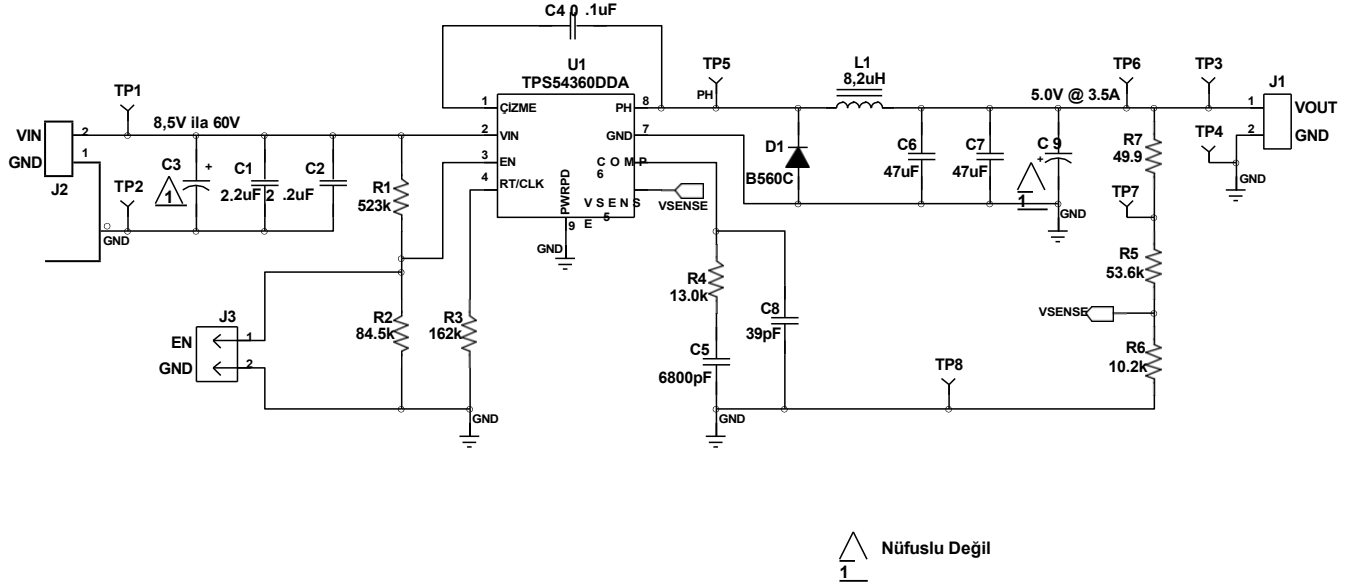 C4 0 .1uF
U1
TPS54360DDA
TP5
L1
8,2uH
TP6
TP3
TP1
J1
5.0V @ 3.5A
PH
1 ÇİZME
PH 8
1 VOUT
8,5V ila 60V
VIN 2
2 VIN
GND 7
2 GND
R7
49.9
TP4
GND 1
J2
C3
C1
2.2uF
C2
2 .2uF
3 EN
C O M P
6
D1
B560C
C6
47uF
C7
47uF
C 9
1
1
4 RT/CLK
R1
523k
TP2
GND
PWRPD
9
V S E N S
E 5
VSENSE
GND
GND
GND
TP7
R5
53.6k
R4
13.0k
C8
39pF
VSENSE
J3
EN 1
GND 2
R2
84.5k
R3
162k
C5
6800pF
R6
10.2k
TP8
GND
GND
1
Nüfuslu Değil